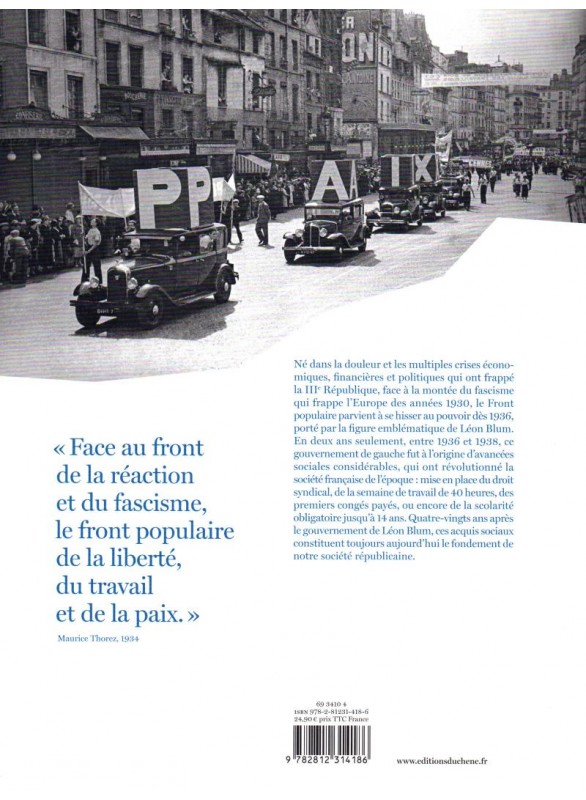 PP
A
A
IX
Né dans la douleur et les multiples crises écono-
miques, financières et politiques qui ont frappé
la IIIe République, face à la montée du fascisme
qui frappe l'Europe des années 1930, le Front
populaire parvient à se hisser au pouvoir dès 1936,
porté par la figure emblématique de Léon Blum.
En deux ans seulement, entre 1936 et 1938, ce
gouvernement de gauche fut à l'origine d'avancées
sociales considérables, qui ont révolutionné la
société française de l'époque : mise en place du droit
syndical, de la semaine de travail de 40 heures, des
premiers congés payés, ou encore de la scolarité
obligatoire jusqu'à 14 ans. Quatre-vingts ans après
le gouvernement de Léon Blum, ces acquis sociaux
constituent toujours aujourd'hui le fondement de
notre société républicaine.
« Face au front
de la réaction
et du fascisme,
le front populaire
de la liberté,
du travail
et de la paix. »
Maurice Thorez, 1934
69 3410 4
ISBN 978-2-81231-418-6
24,90 € prix TTC France
9 782812 314186
www.editionsduchene.fr